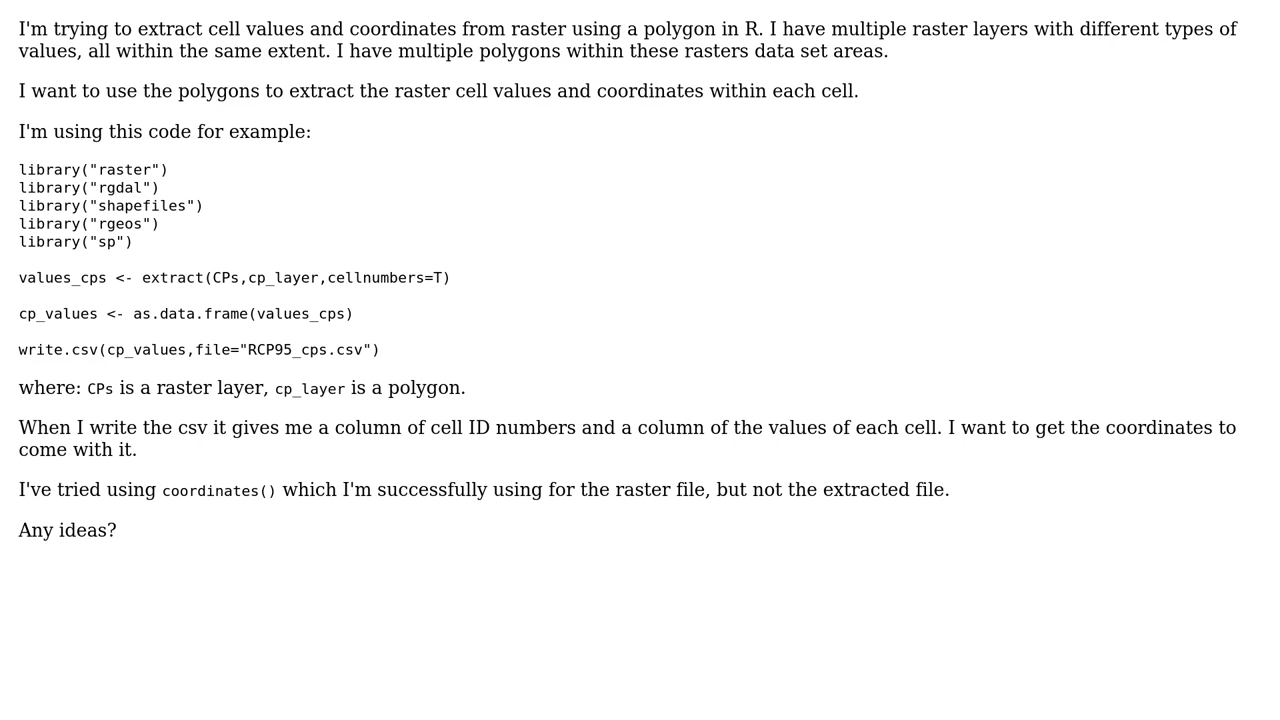 I'm trying to extract cell values and coordinates from raster using a polygon in R. I have multiple raster layers with different types of
values, all within the same extent. I have multiple polygons within these rasters data set areas.
I want to use the polygons to extract the raster cell values and coordinates within each cell.
I'm using this code for example:
library("raster")
library("rgdal")
library("shapefiles")
library("rgeos")
library("sp")
values_cps <- extract(CPs,cp_layer,cellnumbers=T)
cp_values <- as.data.frame(values_cps)
write.csv(cp_values,file="RCP95_cps.csv")
where: CPs is a raster layer, cp_layer is a polygon.
When I write the csv it gives me a column of cell ID numbers and a column of the values of each cell. I want to get the coordinates to
come with it.
I've tried using coordinates() which I'm successfully using for the raster file, but not the extracted file.
Any ideas?